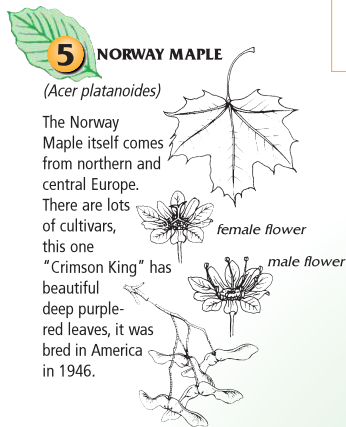 5 NORWAY MAPLE
(Acer platanoides)
The Norway
Maple itself comes
from northern and
central Europe.
There are lots
of cultivars,
this one
"Crimson King" has
beautiful
deep purple-
red leaves, it was
bred in America
in 1946.
female flower
male flower